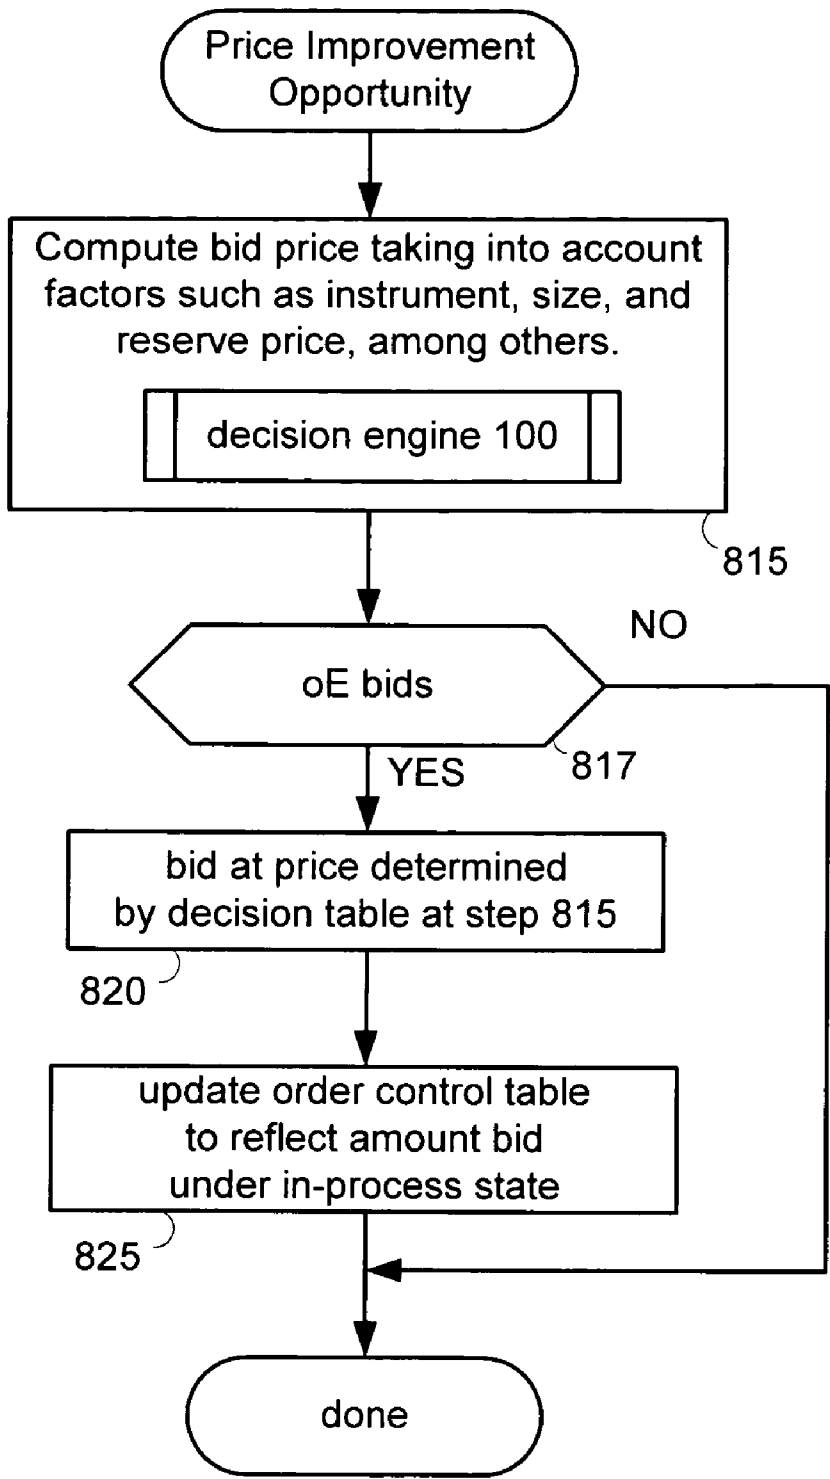 Price Improvement
Opportunity
Compute bid price taking into account
factors such as instrument, size, and
reserve price, among others.
decision engine 100
815
NO
oE bids
817
YES
bid at price determined
by decision table at step 815
820
update order control table
to reflect amount bid
under in-process state
825
done